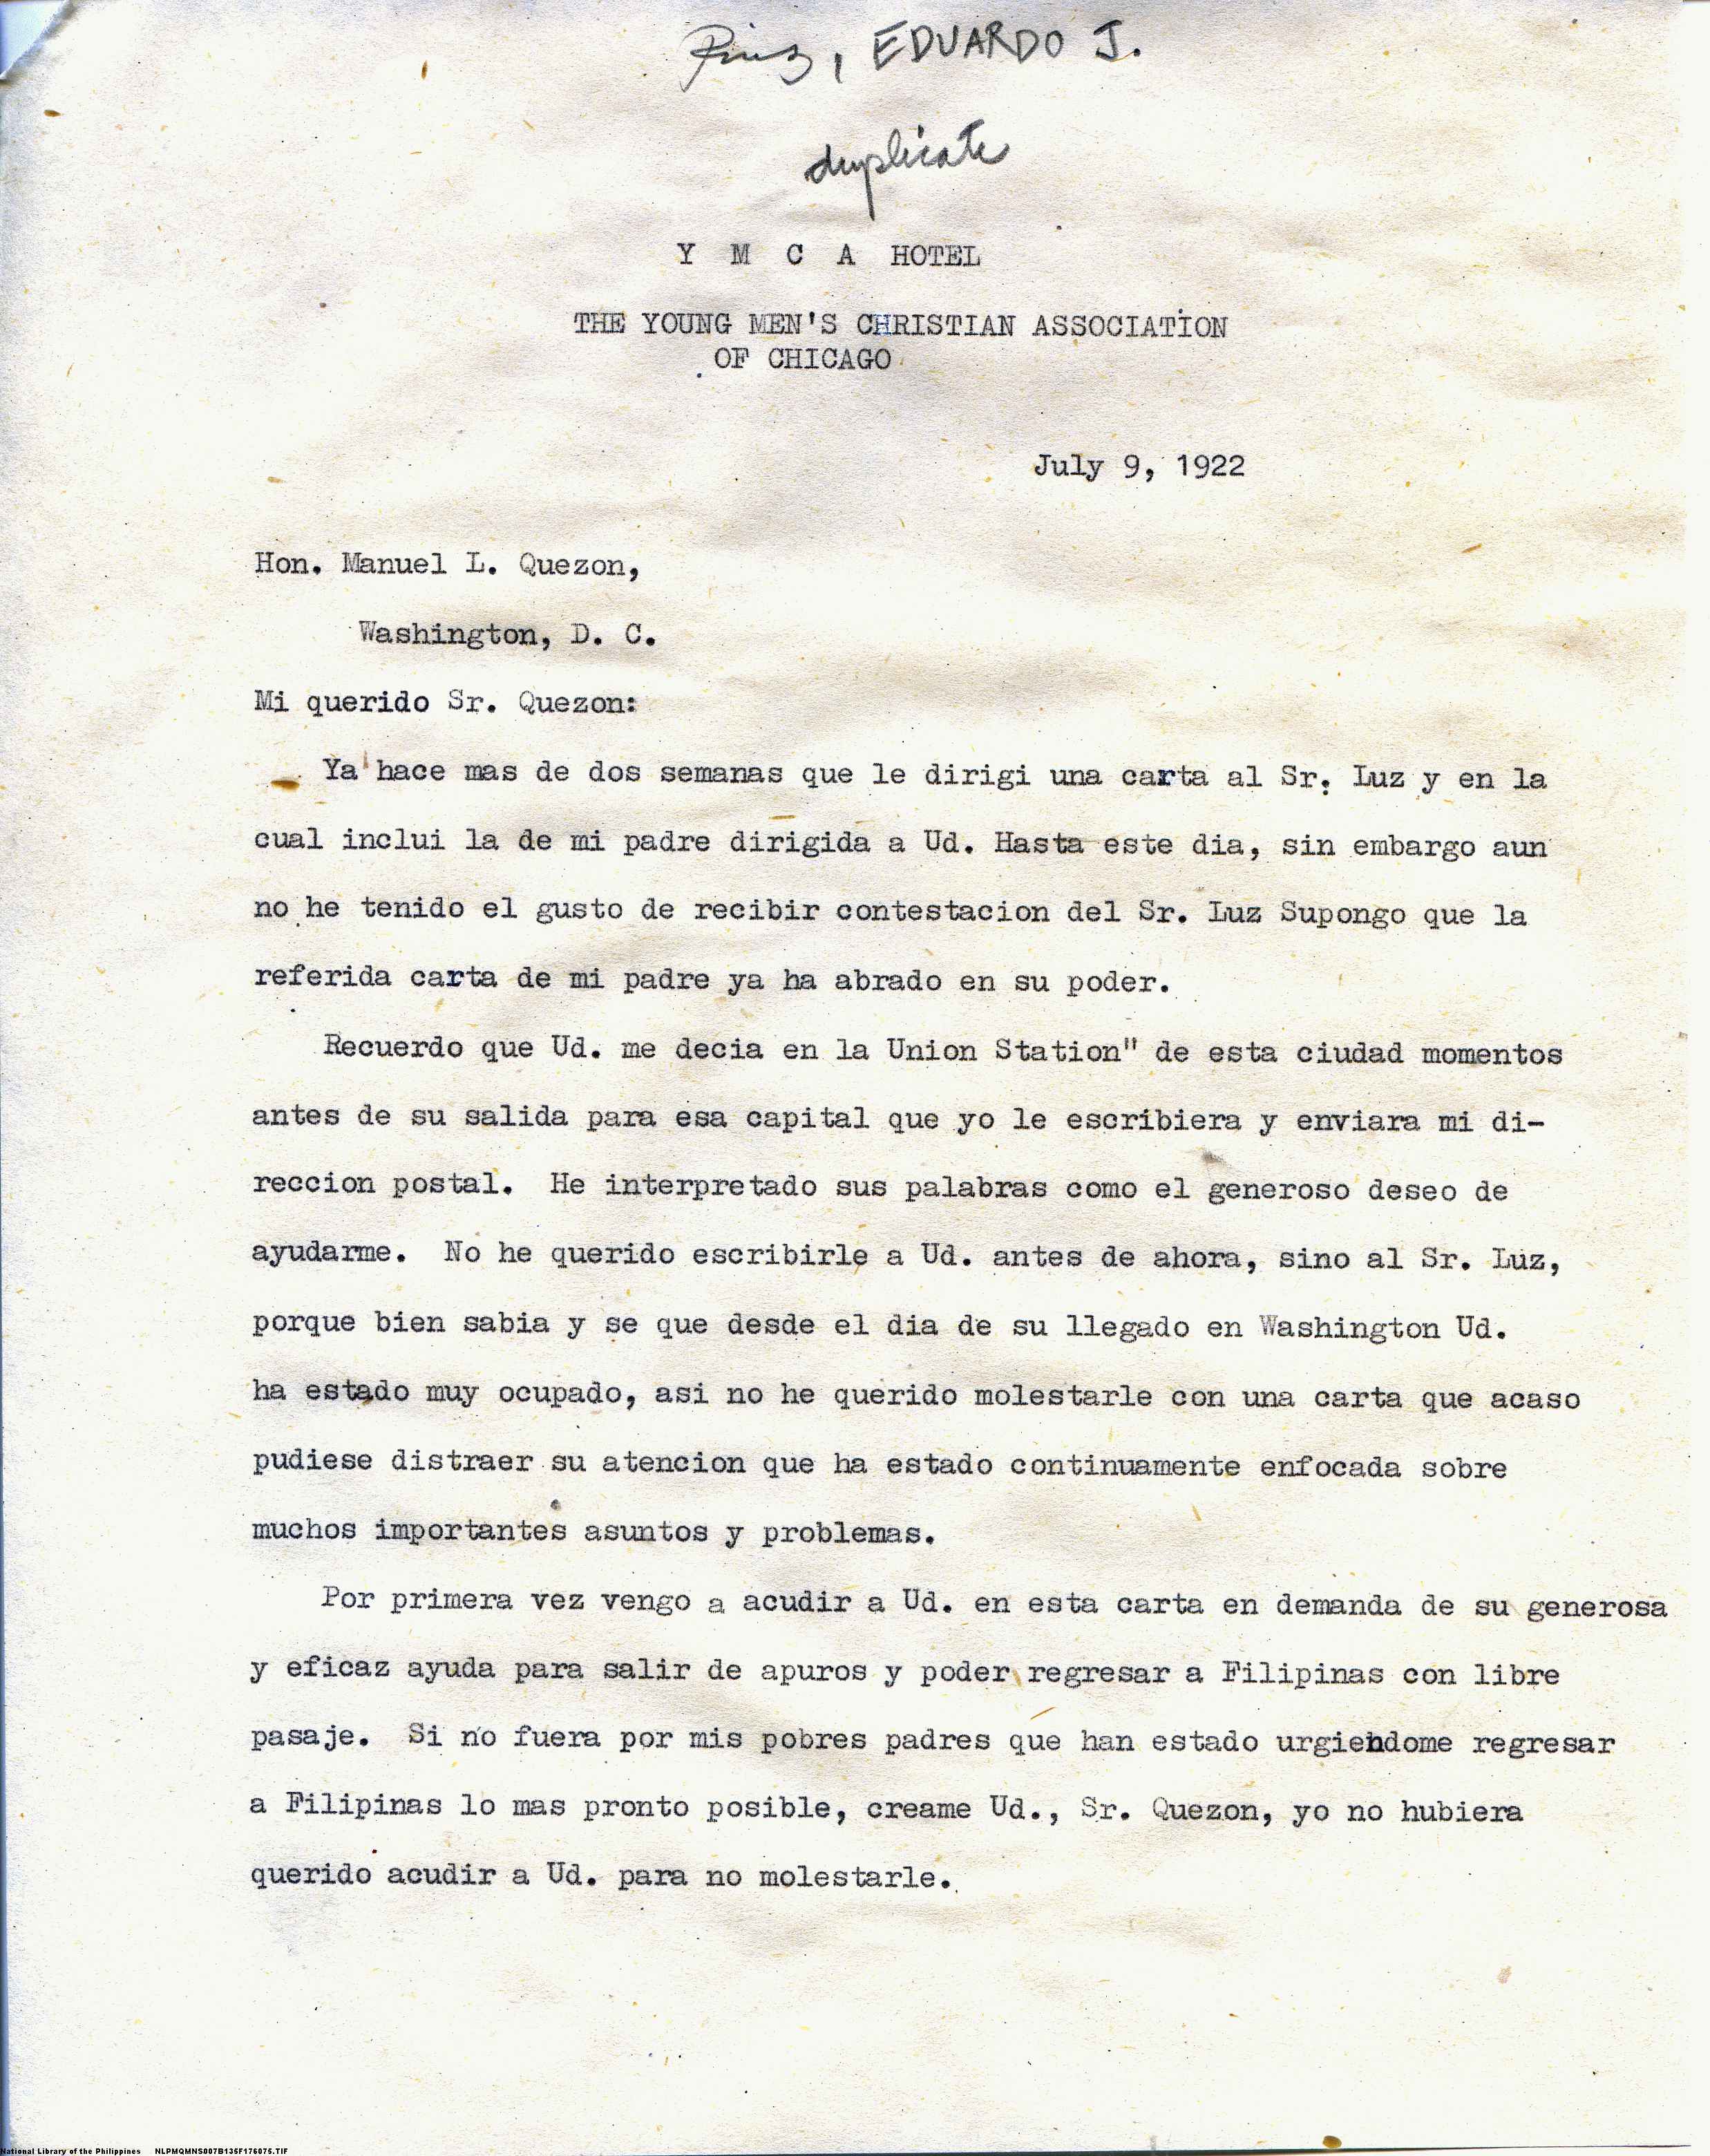 , EDUARDO J.
duplicate
Y M C A HOTEL
THE YOUNG MEN'S CHRISTIAN ASSOCIATION
OF CHICAGO
July 9, 1922
Hon. Manuel L. Quezon,
Washington, D. C.
Mi querido Sr. Quezon:
Ya hace mas de dos semanas que le dirigi una carta al Sr. Luz y en la
cual inclui la de mi padre dirigida a Ud. Hasta este dia, sin embargo aun
no he tenido el gusto de recibir contestacion del Sr. Luz Supongo que la
referida carta de mi padre ya ha abrado en su poder.
Recuerdo que Ud. me decia en la Union Station" de esta ciudad momentos
antes de su salida para esa capital que yo le escribiera y enviara mi di-
reccion postal. He interpretado sus palabras como el generoso deseo de
ayudarme. No he querido escribirle a Ud. antes de ahora, sino al Sr. Luz,
porque bien sabia y se que desde el dia de su llegado en Washington Ud.
ha estado muy ocupado, asi no he querido molestarle con una carta que acaso
pudiese distraer su atencion que ha estado continuamente enfocada sobre
muchos importantes asuntos y problemas.
Por primera vez vengo a acudir a Ud. en esta carta en demanda de su generosa
y eficaz ayuda para salir de apuros y poder regresar a Filipinas con libre
pasaje. Si no fuera por mis pobres padres que han estado urgiendome regresar
a Filipinas lo mas pronto posible, creame Ud., Sr. Quezon, yo no hubiera
querido acudir a Ud. para no molestarle.
National Library of the Philippines NLPMQMNS007B135F176075.TIF